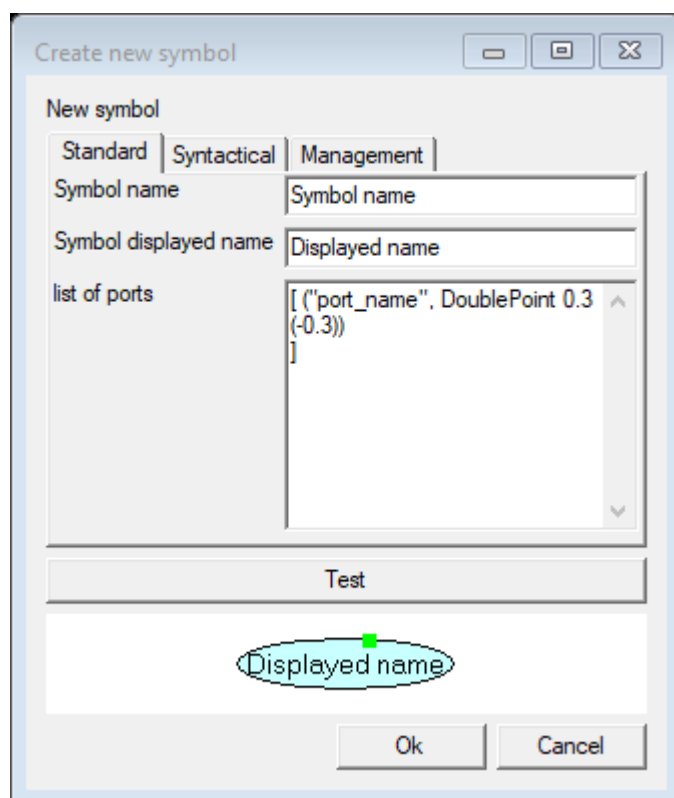 Create new symbol
New symbol
Standard Syntactical Management
Symbol name Symbol name
Symbol displayed name Displayed name
list of ports [ ("port_name", DoublePoint 0.3
(-0.3))
]
Test
Displayed name
Ok Cancel